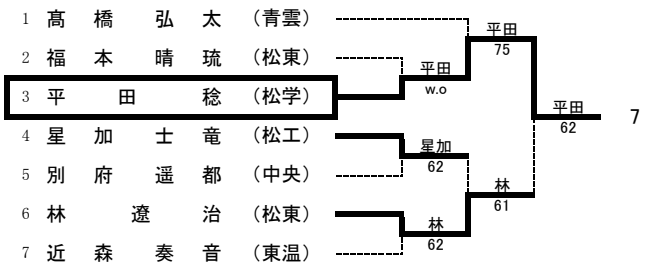 1 髙橋弘太 (青雲)
2 福本晴琉 (松東)
3 平田稔 (松学)
4 星加士竜 (松工)
5 別府遥都 (中央)
6 林遼治 (松東)
7 近森奏音 (東温)
平田
w.o
星加
62
林
62
平田
75
林
61
平田
62
7